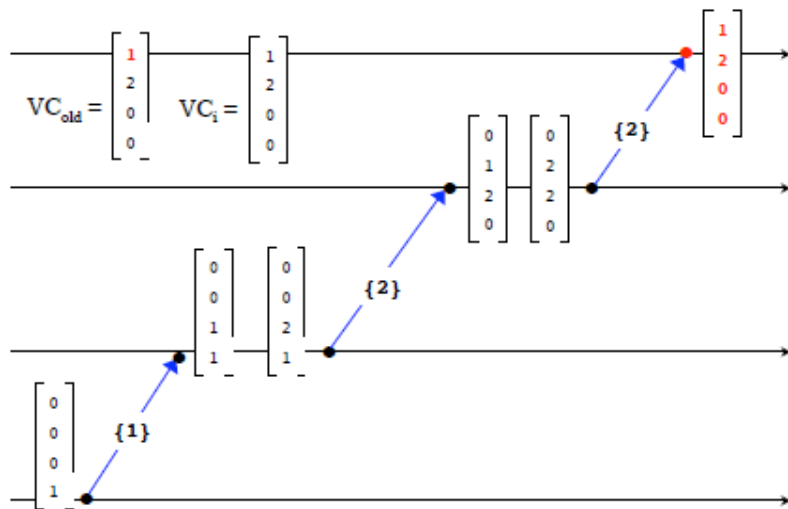 VC_old = [1 2 0 0]
VC_i = [1 2 0 0]
[1 2 0 0]
{2}
[0 1 2 0]
[0 2 2 0]
{2}
[0 0 1 1]
[0 0 2 1]
{1}
[0 0 0 1]